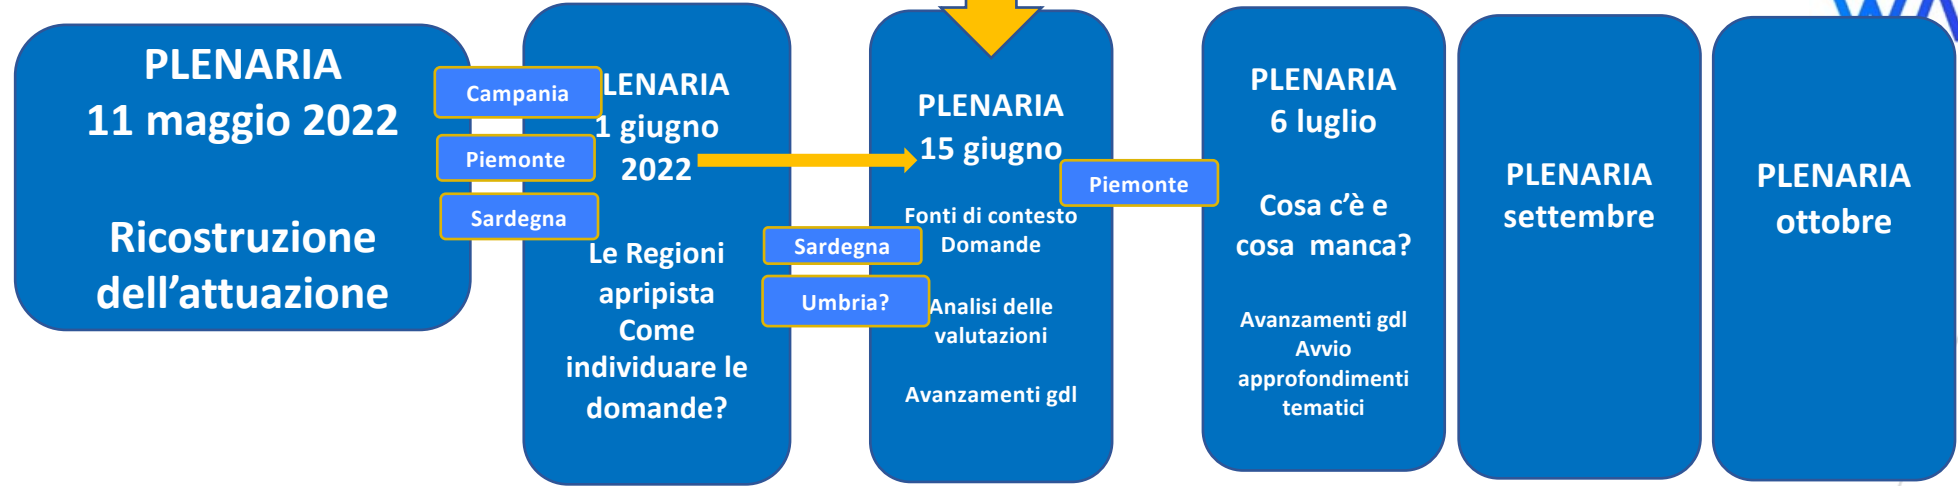 PLENARIA
11 maggio 2022
Ricostruzione
dell’attuazione
Campania
Piemonte
Sardegna
LENARIA
1 giugno
2022
Le Regioni
apripista
Come
individuare le
domande?
Sardegna
Umbria?
PLENARIA
15 giugno
Fonti di contesto
Domande
Analisi delle
valutazioni
Avanzamenti gdl
Piemonte
PLENARIA
6 luglio
Cosa c’è e
cosa manca?
Avanzamenti gdl
Avvio
approfondimenti
tematici
PLENARIA
settembre
PLENARIA
ottobre